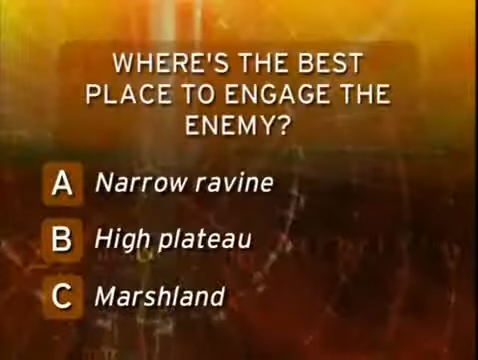 WHERE'S THE BEST
PLACE TO ENGAGE THE
ENEMY?
A Narrow ravine
B High plateau
C Marshland